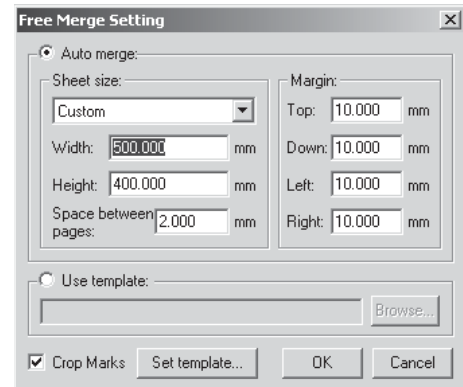 Free Merge Setting
Auto merge:
Sheet size:
Custom
Width: 500.000 mm
Height: 400.000 mm
Space between
pages: 2.000 mm
Margin:
Top: 10.000 mm
Down: 10.000 mm
Left: 10.000 mm
Right: 10.000 mm
Use template:
Browse...
Crop Marks Set template... OK Cancel